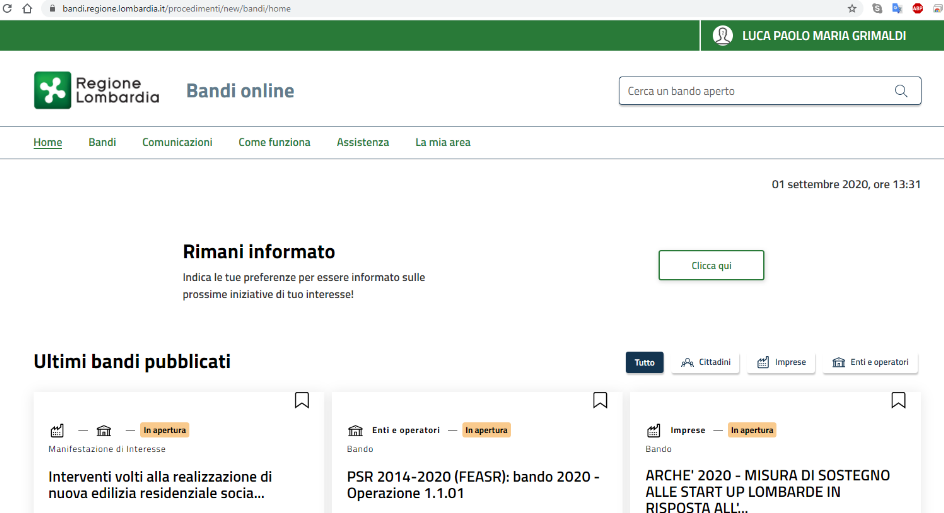 bandi.regione.lombardia.it/procedimenti/new/bandi/home
ABP
LUCA PAOLO MARIA GRIMALDI
Regione
Lombardia
Bandi online
Cerca un bando aperto
Home Bandi Comunicazioni Come funziona Assistenza La mia area
01 settembre 2020, ore 13:31
Rimani informato
Indica le tue preferenze per essere informato sulle
prossime iniziative di tuo interesse!
Clicca qui
Ultimi bandi pubblicati
Tutto Cittadini Imprese Enti e operatori
— — In apertura
Manifestazione di Interesse
Interventi volti alla realizzazione di
nuova edilizia residenziale socia...
Enti e operatori — In apertura
Bando
PSR 2014-2020 (FEASR): bando 2020 -
Operazione 1.1.01
Imprese — In apertura
Bando
ARCHE' 2020 - MISURA DI SOSTEGNO
ALLE START UP LOMBARDE IN
RISPOSTA ALL'...